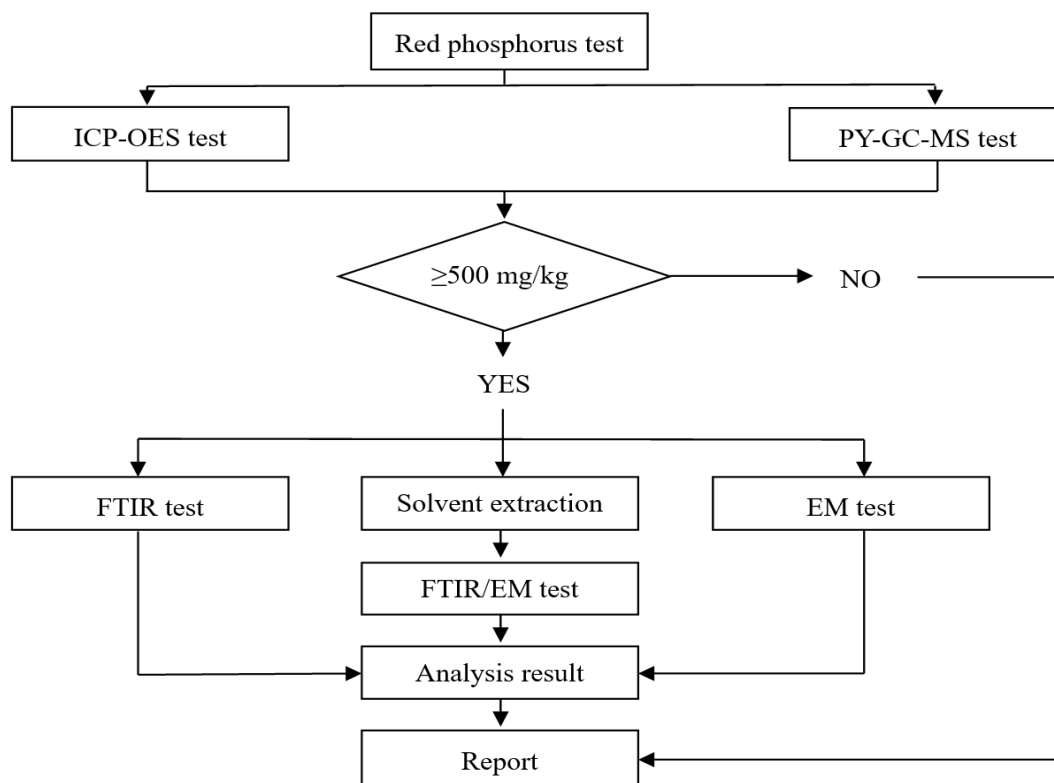 Red phosphorus test
ICP-OES test
PY-GC-MS test
≥500 mg/kg
NO
YES
FTIR test
Solvent extraction
EM test
FTIR/EM test
Analysis result
Report